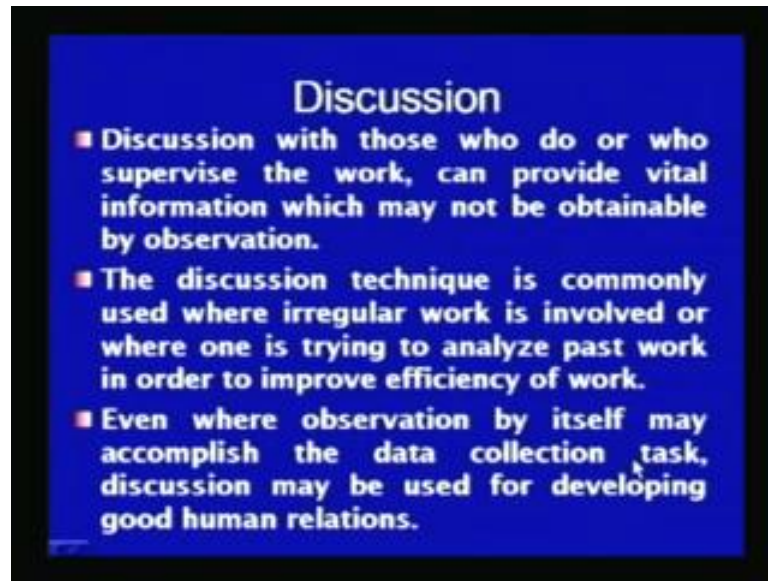 Discussion
Discussion with those who do or who
supervise the work, can provide vital
information which may not be obtainable
by observation.
The discussion technique is commonly
used where irregular work is involved or
where one is trying to analyze past work
in order to improve efficiency of work.
Even where observation by itself may
accomplish the data collection task,
discussion may be used for developing
good human relations.